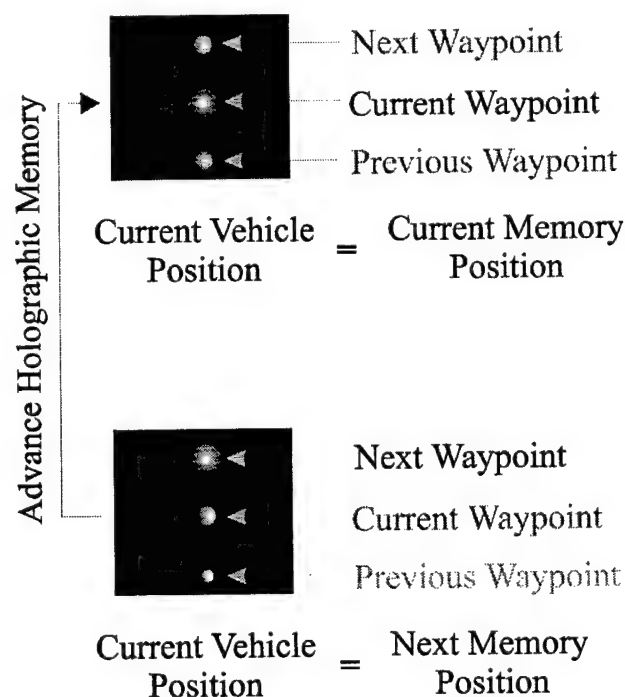 Next Waypoint
Current Waypoint
Previous Waypoint
Advance Holographic Memory
Current Vehicle Position = Current Memory Position
Next Waypoint
Current Waypoint
Previous Waypoint
Current Vehicle Position = Next Memory Position